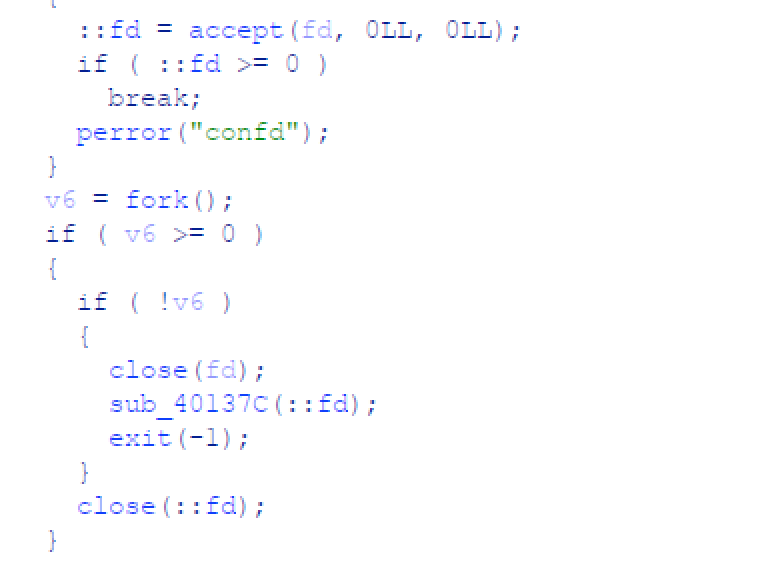 {
::fd = accept(fd, 0LL, 0LL);
if ( ::fd >= 0 )
break;
perror("confd");
}
v6 = fork();
if ( v6 >= 0 )
{
if ( !v6 )
{
close(fd);
sub_40137C(::fd);
exit(-1);
}
close(::fd);
}